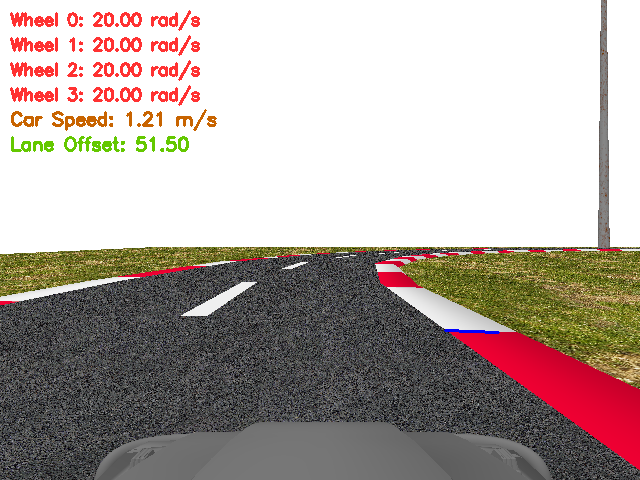 Wheel 0: 20.00 rad/s
Wheel 1: 20.00 rad/s
Wheel 2: 20.00 rad/s
Wheel 3: 20.00 rad/s
Car Speed: 1.21 m/s
Lane Offset: 51.50